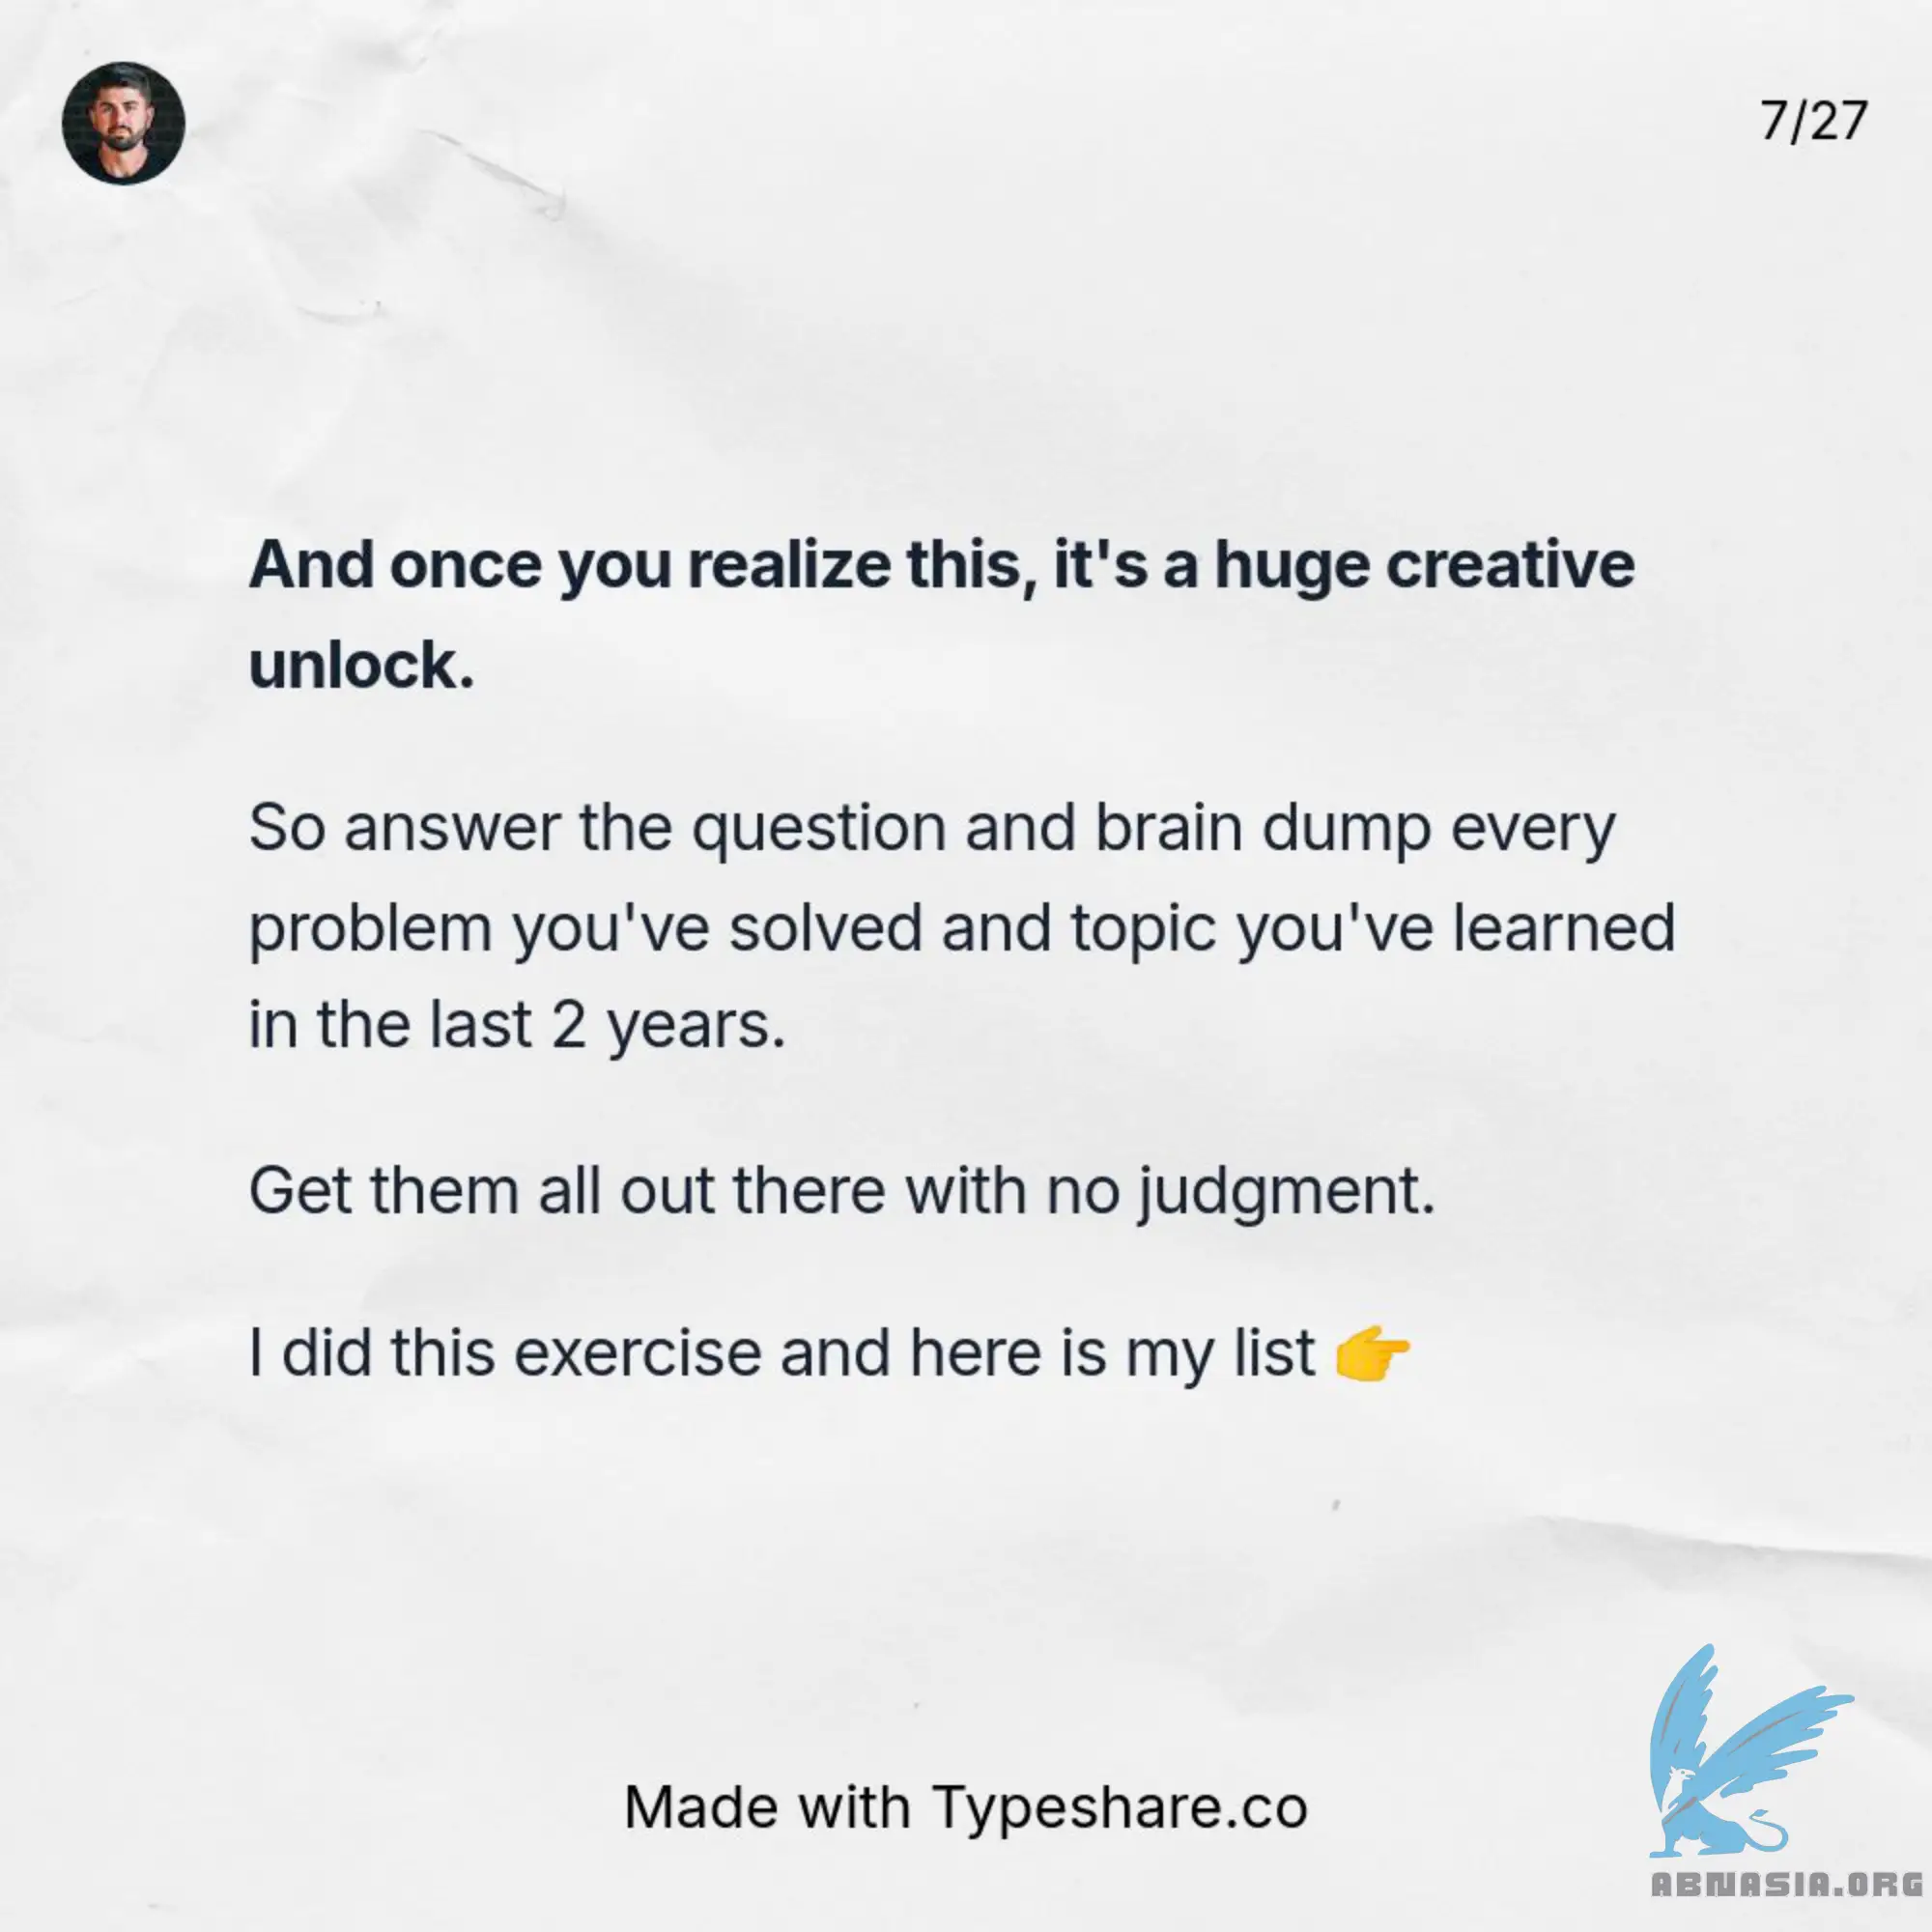 7/27
And once you realize this, it's a huge creative
unlock.
So answer the question and brain dump every
problem you've solved and topic you've learned
in the last 2 years.
Get them all out there with no judgment.
I did this exercise and here is my list 👉
Made with Typeshare.co
ABNASIA.ORG